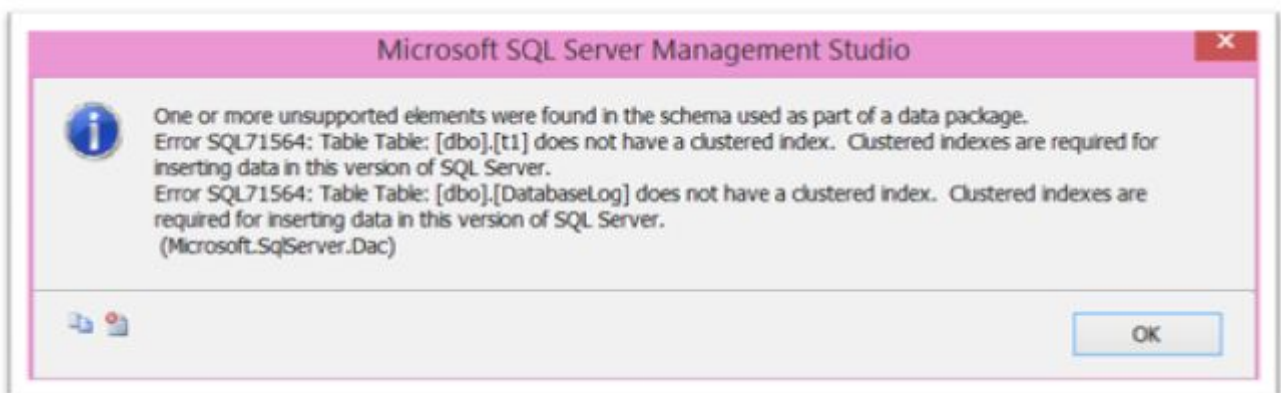 Microsoft SQL Server Management Studio
One or more unsupported elements were found in the schema used as part of a data package.
Error SQL71564: Table Table: [dbo].[t1] does not have a clustered index.  Clustered indexes are required for
inserting data in this version of SQL Server.
Error SQL71564: Table Table: [dbo].[DatabaseLog] does not have a clustered index.  Clustered indexes are
required for inserting data in this version of SQL Server.
(Microsoft.SqlServer.Dac)
OK